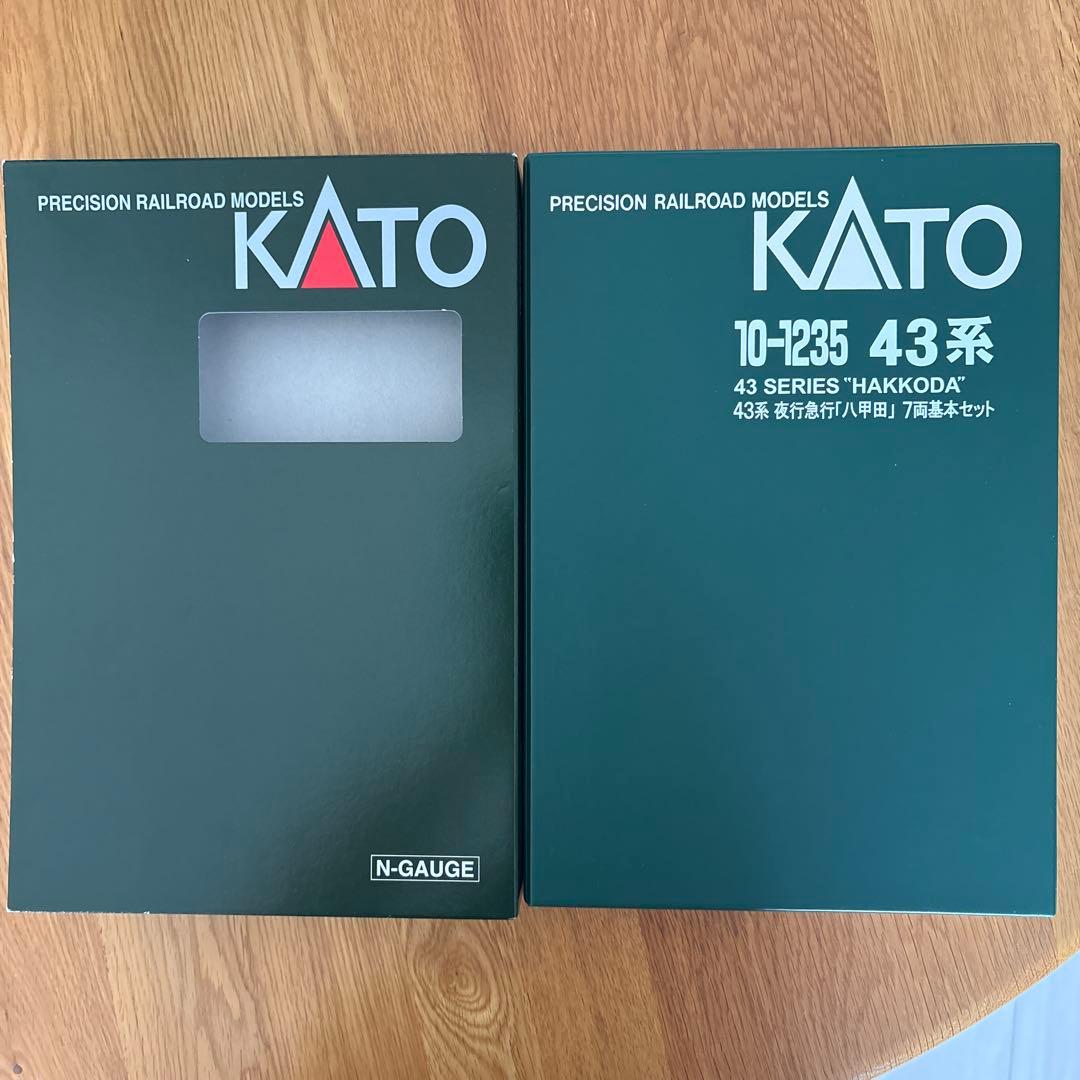 PRECISION RAILROAD MODELS
KATO
N-GAUGE
PRECISION RAILROAD MODELS
KATO
10-1235 43系
43 SERIES "HAKKODA"
43系 夜行急行「八甲田」 7両基本セット